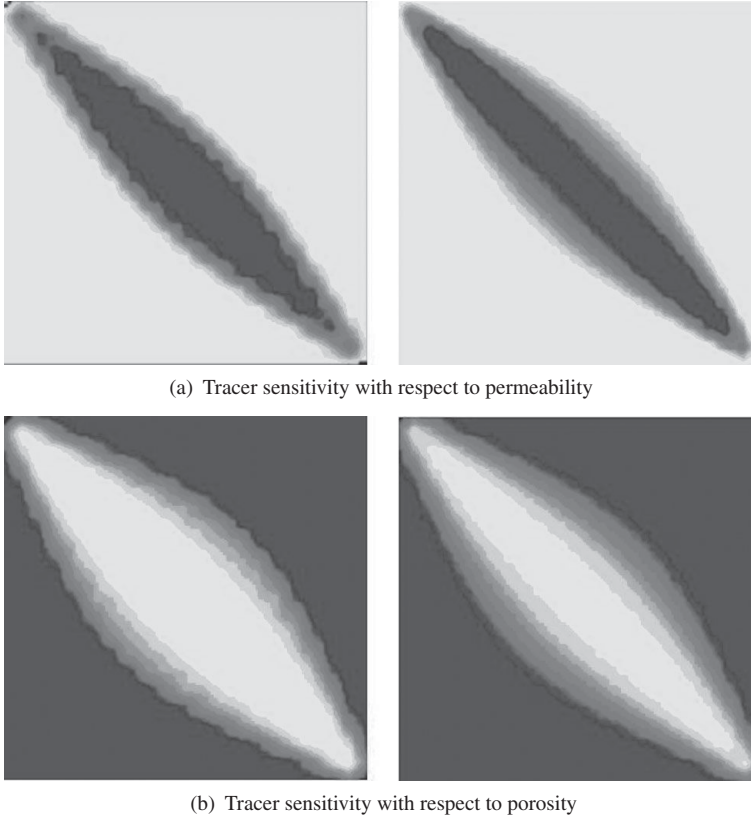 (a) Tracer sensitivity with respect to permeability
(b) Tracer sensitivity with respect to porosity